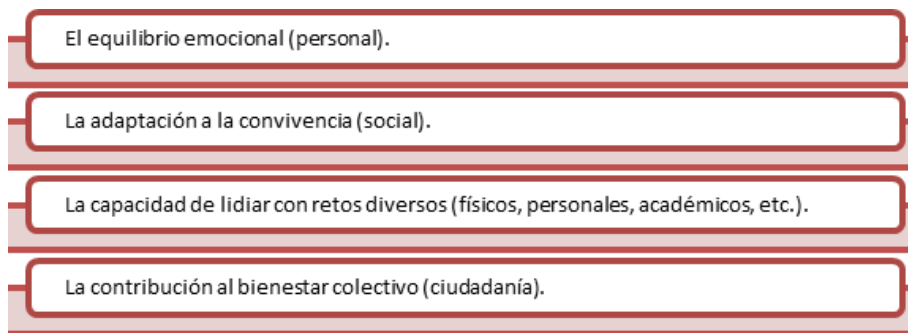 El equilibrio emocional (personal).
La adaptación a la convivencia (social).
La capacidad de lidiar con retos diversos (físicos, personales, académicos, etc.).
La contribución al bienestar colectivo (ciudadanía).